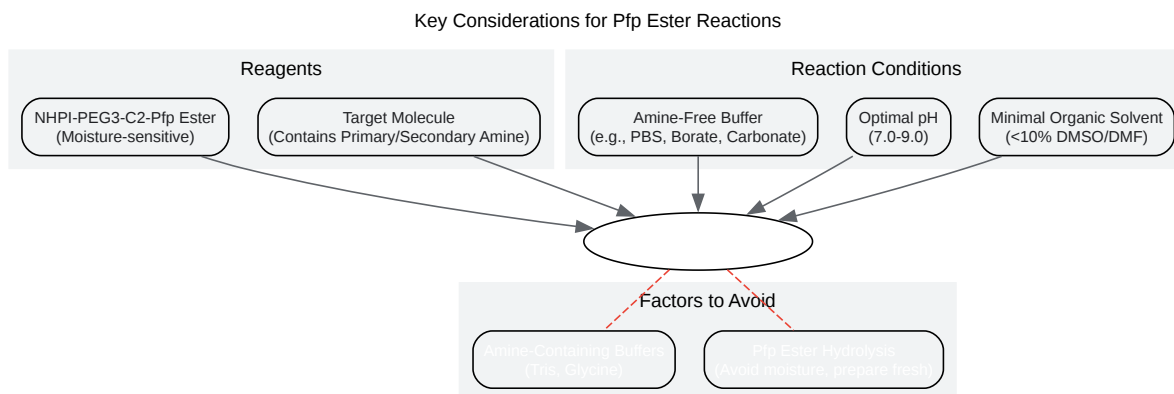 Key Considerations for Pfp Ester Reactions
Reagents
Reaction Conditions
NHPI-PEG3-C2-Pfp Ester
(Moisture-sensitive)
Target Molecule
(Contains Primary/Secondary Amine)
Amine-Free Buffer
(e.g., PBS, Borate, Carbonate)
Optimal pH
(7.0-9.0)
Minimal Organic Solvent
(<10% DMSO/DMF)
Factors to Avoid
Amine-Containing Buffers
(Tris, Glycine)
Pfp Ester Hydrolysis
(Avoid moisture, prepare fresh)